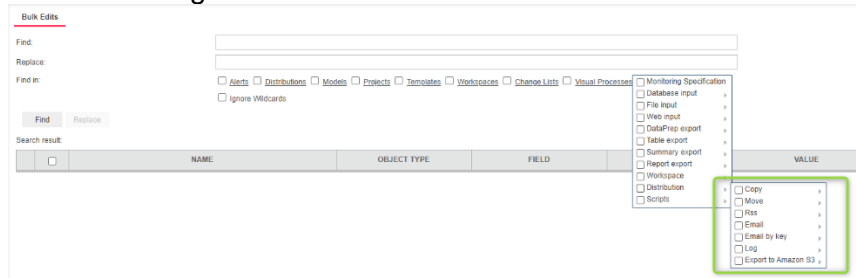 Bulk Edits
Find:
Replace:
Find in: Alerts Distributions Models Projects Templates Workspaces Change Lists Visual Processes
Ignore Wildcards
Monitoring Specification
Database input
File input
Web input
DataPrep export
Table export
Summary export
Report export
Workspace
Distribution
Scripts
Find Replace
Search result:
NAME OBJECT TYPE FIELD VALUE
Copy
Move
Rss
Email
Email by key
Log
Export to Amazon S3